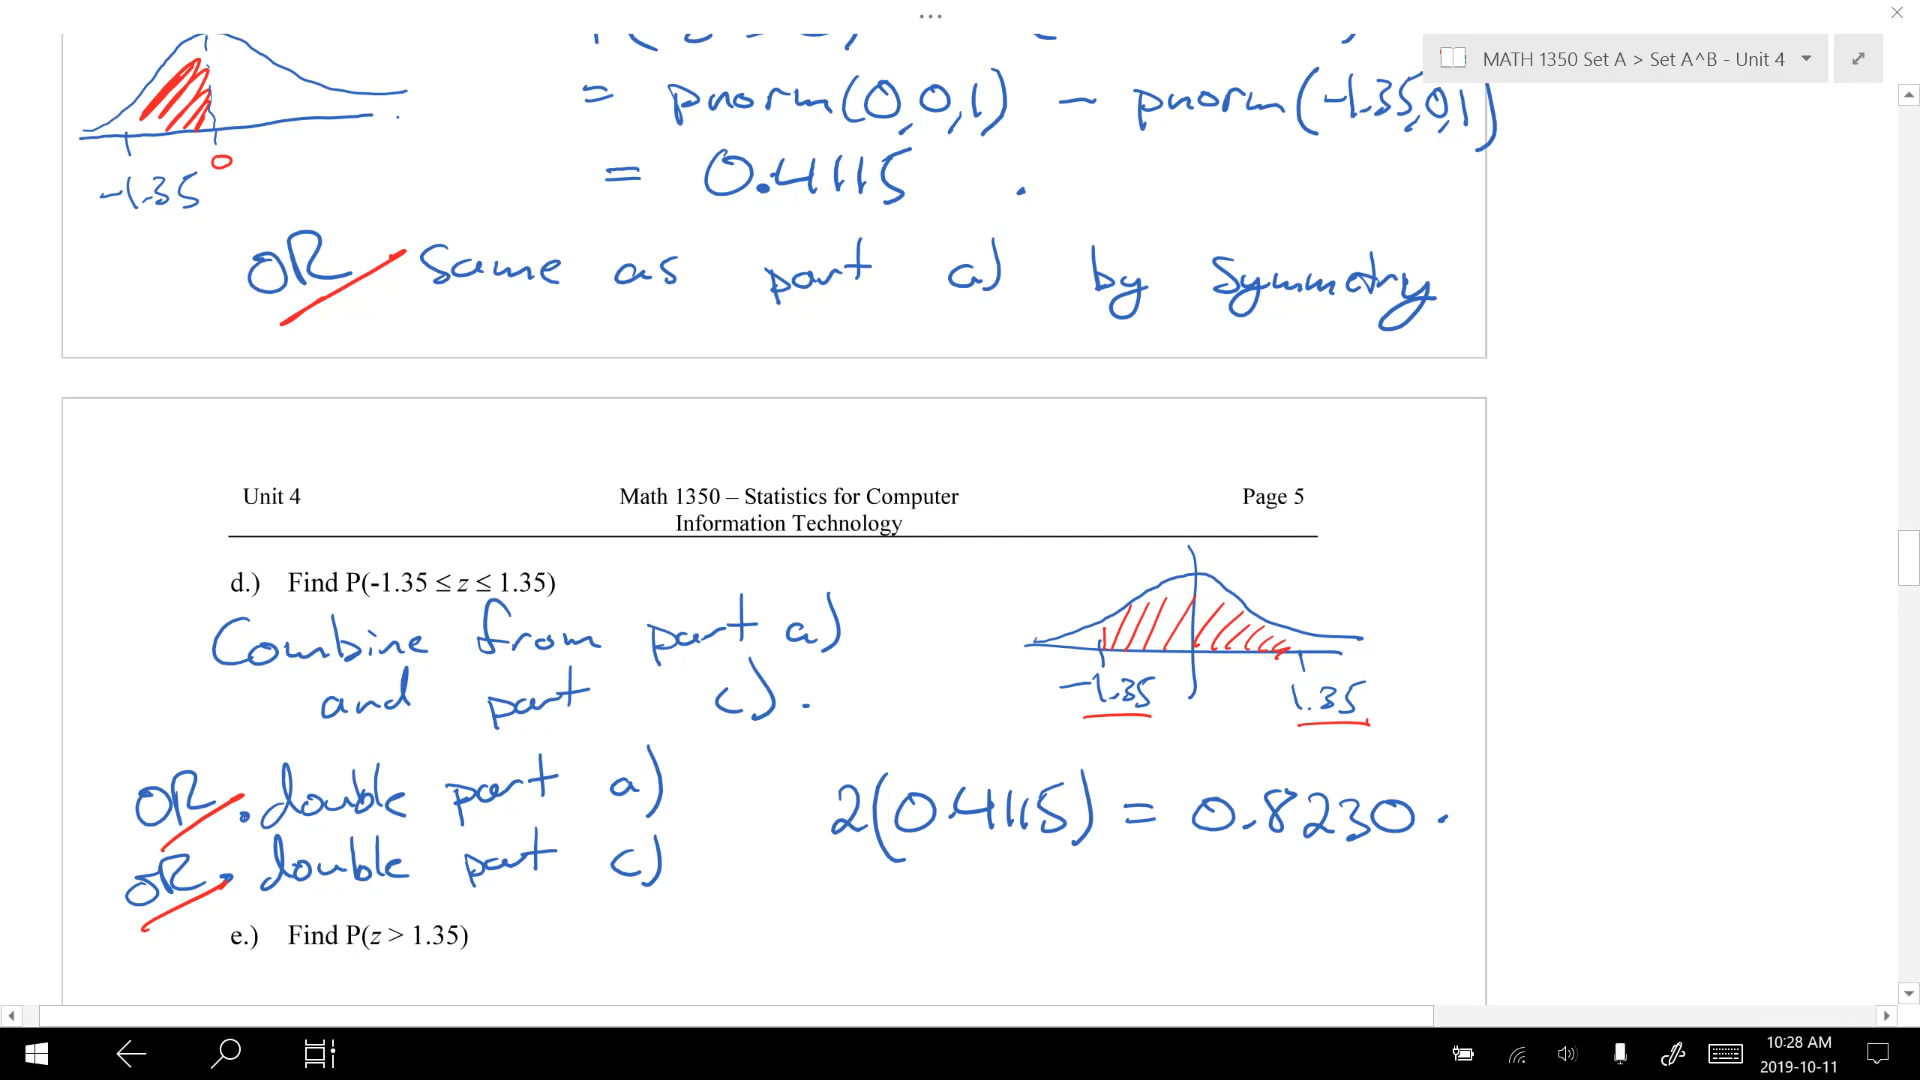 MATH 1350 Set A > Set A^B - Unit 4
= pnorm(0,0,1) - pnorm(-1.35,0,1)
= 0.4115 .
0
-1.35
OR same as part a) by symmetry
Unit 4 Math 1350 – Statistics for Computer Page 5
Information Technology
d.) Find P(-1.35 ≤ z ≤ 1.35)
Combine from part a)
and part c).
-1.35 1.35
OR . double part a) 2(0.4115) = 0.8230 .
OR . double part c)
e.) Find P(z > 1.35)
10:28 AM
2019-10-11